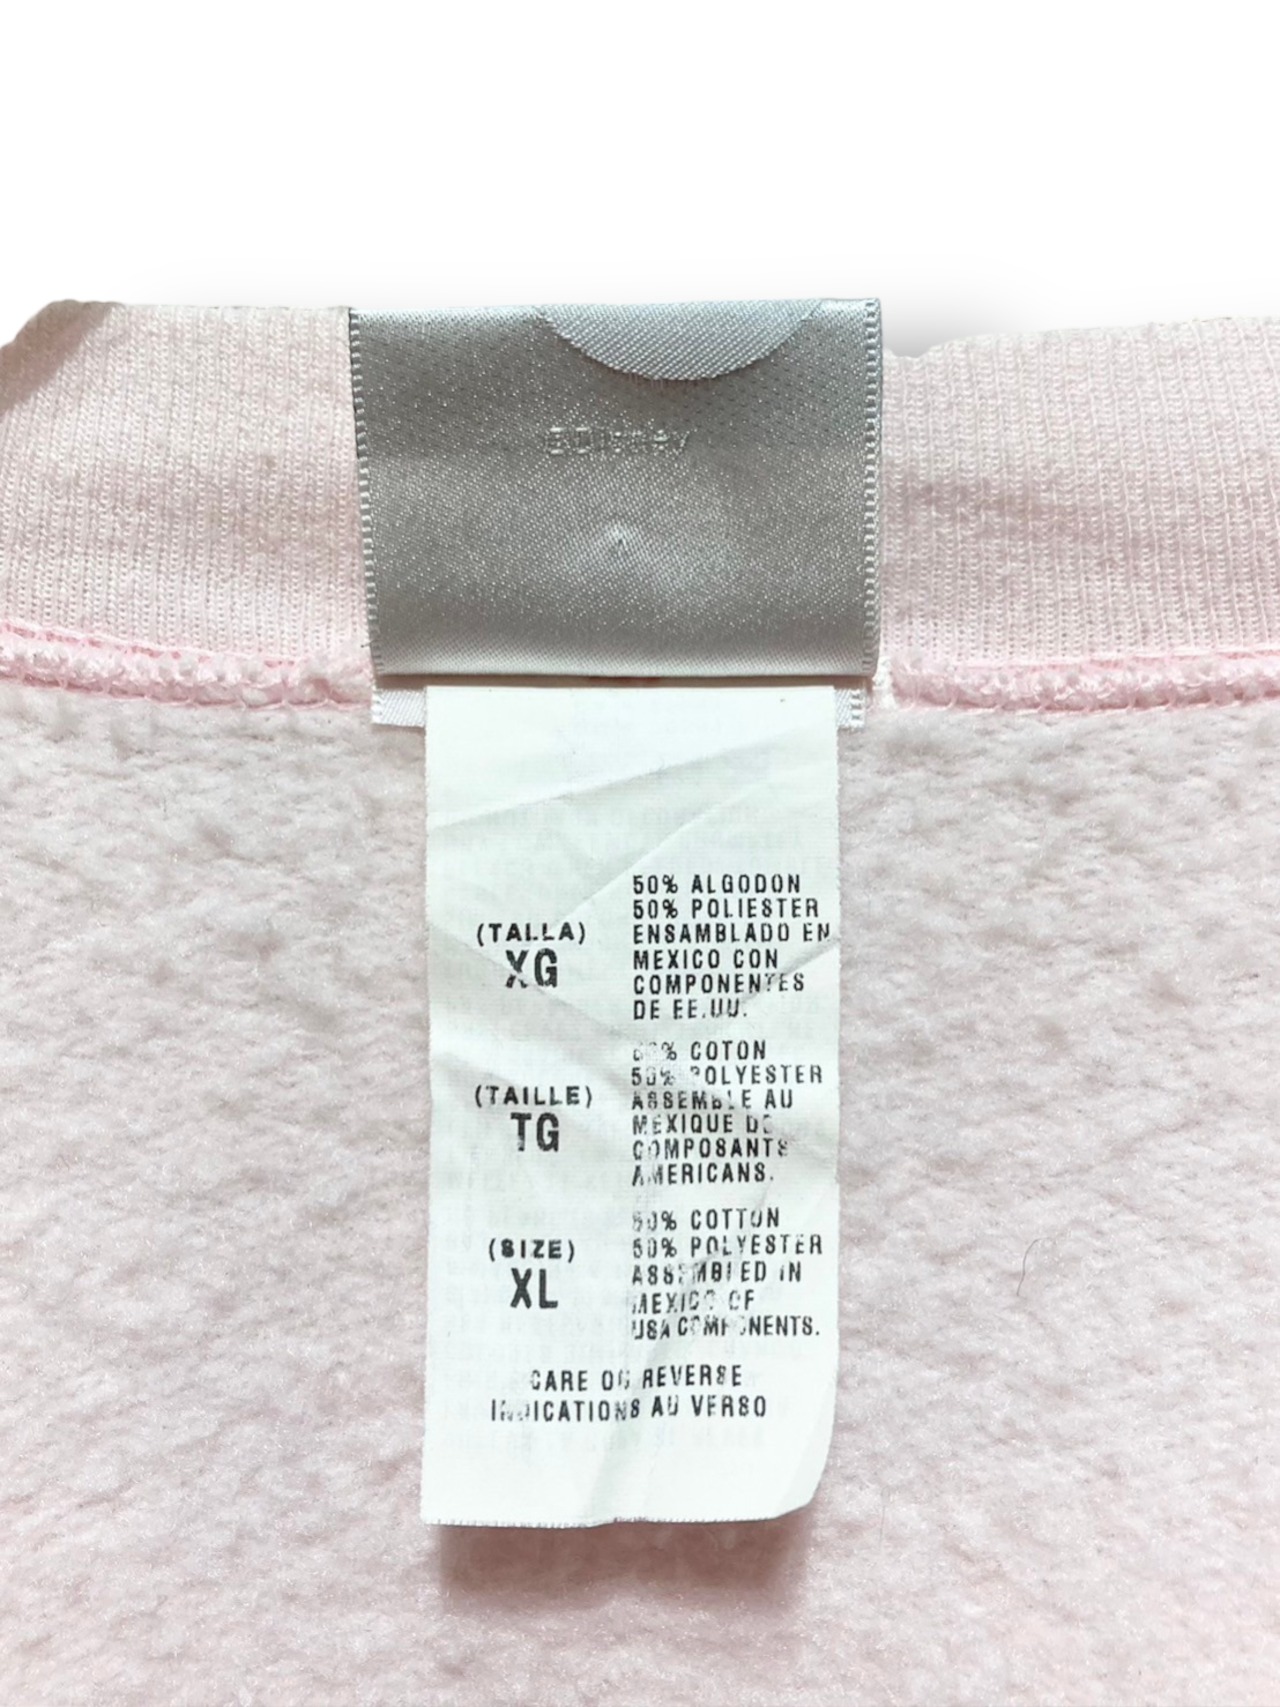 ©Disney
50% ALGODON
50% POLIESTER
(TALLA) ENSAMBLADO EN
XG MEXICO CON
COMPONENTES
DE EE.UU.
50% COTON
50% POLYESTER
(TAILLE) ASSEMBLE AU
TG MEXIQUE DE
COMPOSANTS
AMERICANS.
50% COTTON
(SIZE) 50% POLYESTER
XL ASSEMBLED IN
MEXICO OF
USA COMPONENTS.
CARE ON REVERSE
INDICATIONS AU VERSO